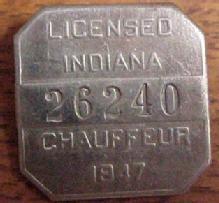 LICENSED
INDIANA
26240
CHAUFFEUR
1947